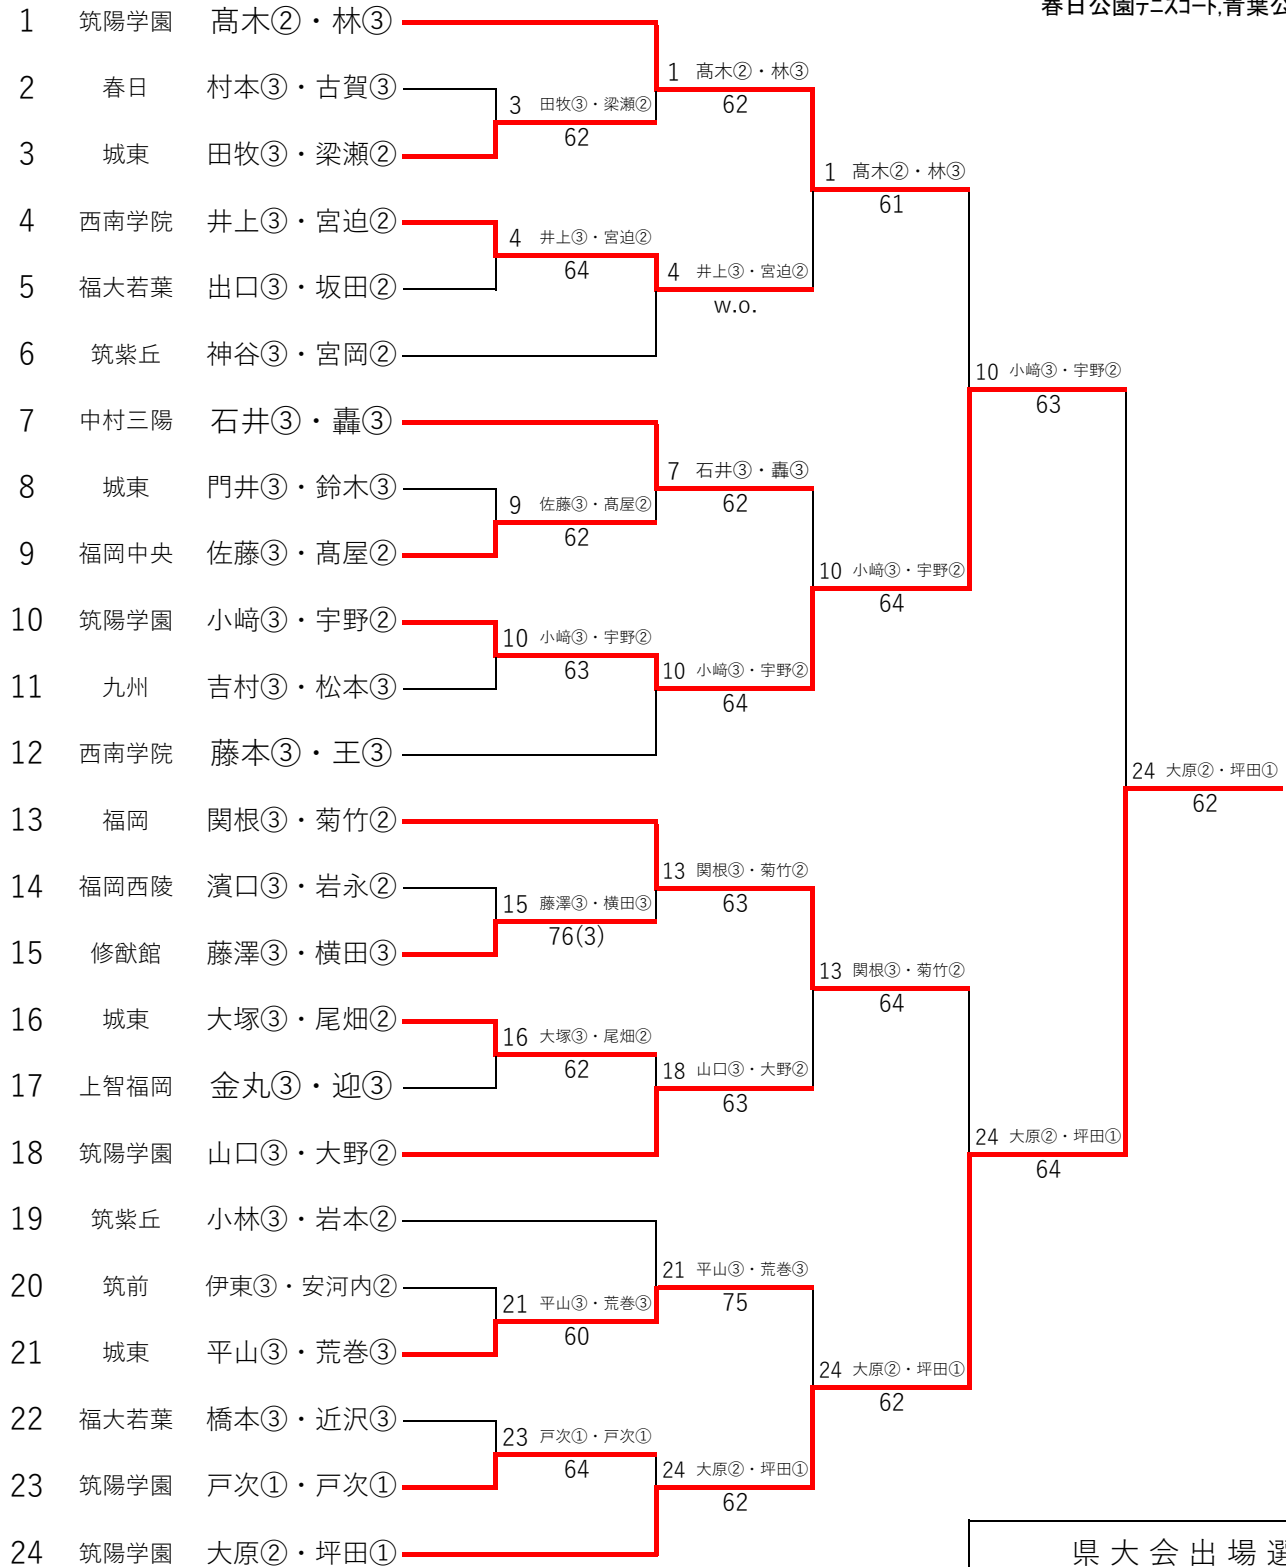 春日公園テニスコート,青葉公
1 筑陽学園 髙木②・林③
1 髙木②・林③
2 春日 村本③・古賀③
3 田牧③・梁瀬②
62
62
3 城東 田牧③・梁瀬②
1 髙木②・林③
61
4 西南学院 井上③・宮迫②
4 井上③・宮迫②
64
4 井上③・宮迫②
5 福大若葉 出口③・坂田②
w.o.
6 筑紫丘 神谷③・宮岡②
10 小﨑③・宇野②
63
7 中村三陽 石井③・轟③
7 石井③・轟③
8 城東 門井③・鈴木③
9 佐藤③・髙屋②
62
62
9 福岡中央 佐藤③・髙屋②
10 小﨑③・宇野②
64
10 筑陽学園 小﨑③・宇野②
10 小﨑③・宇野②
63
10 小﨑③・宇野②
11 九州 吉村③・松本③
64
12 西南学院 藤本③・王③
24 大原②・坪田①
62
13 福岡 関根③・菊竹②
13 関根③・菊竹②
14 福岡西陵 濱口③・岩永②
15 藤澤③・横田③
63
76(3)
15 修猷館 藤澤③・横田③
13 関根③・菊竹②
64
16 城東 大塚③・尾畑②
16 大塚③・尾畑②
62
18 山口③・大野②
17 上智福岡 金丸③・迎③
63
24 大原②・坪田①
18 筑陽学園 山口③・大野②
64
19 筑紫丘 小林③・岩本②
21 平山③・荒巻③
20 筑前 伊東③・安河内②
21 平山③・荒巻③
75
60
21 城東 平山③・荒巻③
24 大原②・坪田①
62
22 福大若葉 橋本③・近沢③
23 戸次①・戸次①
64
24 大原②・坪田①
23 筑陽学園 戸次①・戸次①
62
24 筑陽学園 大原②・坪田①
県大会出場選